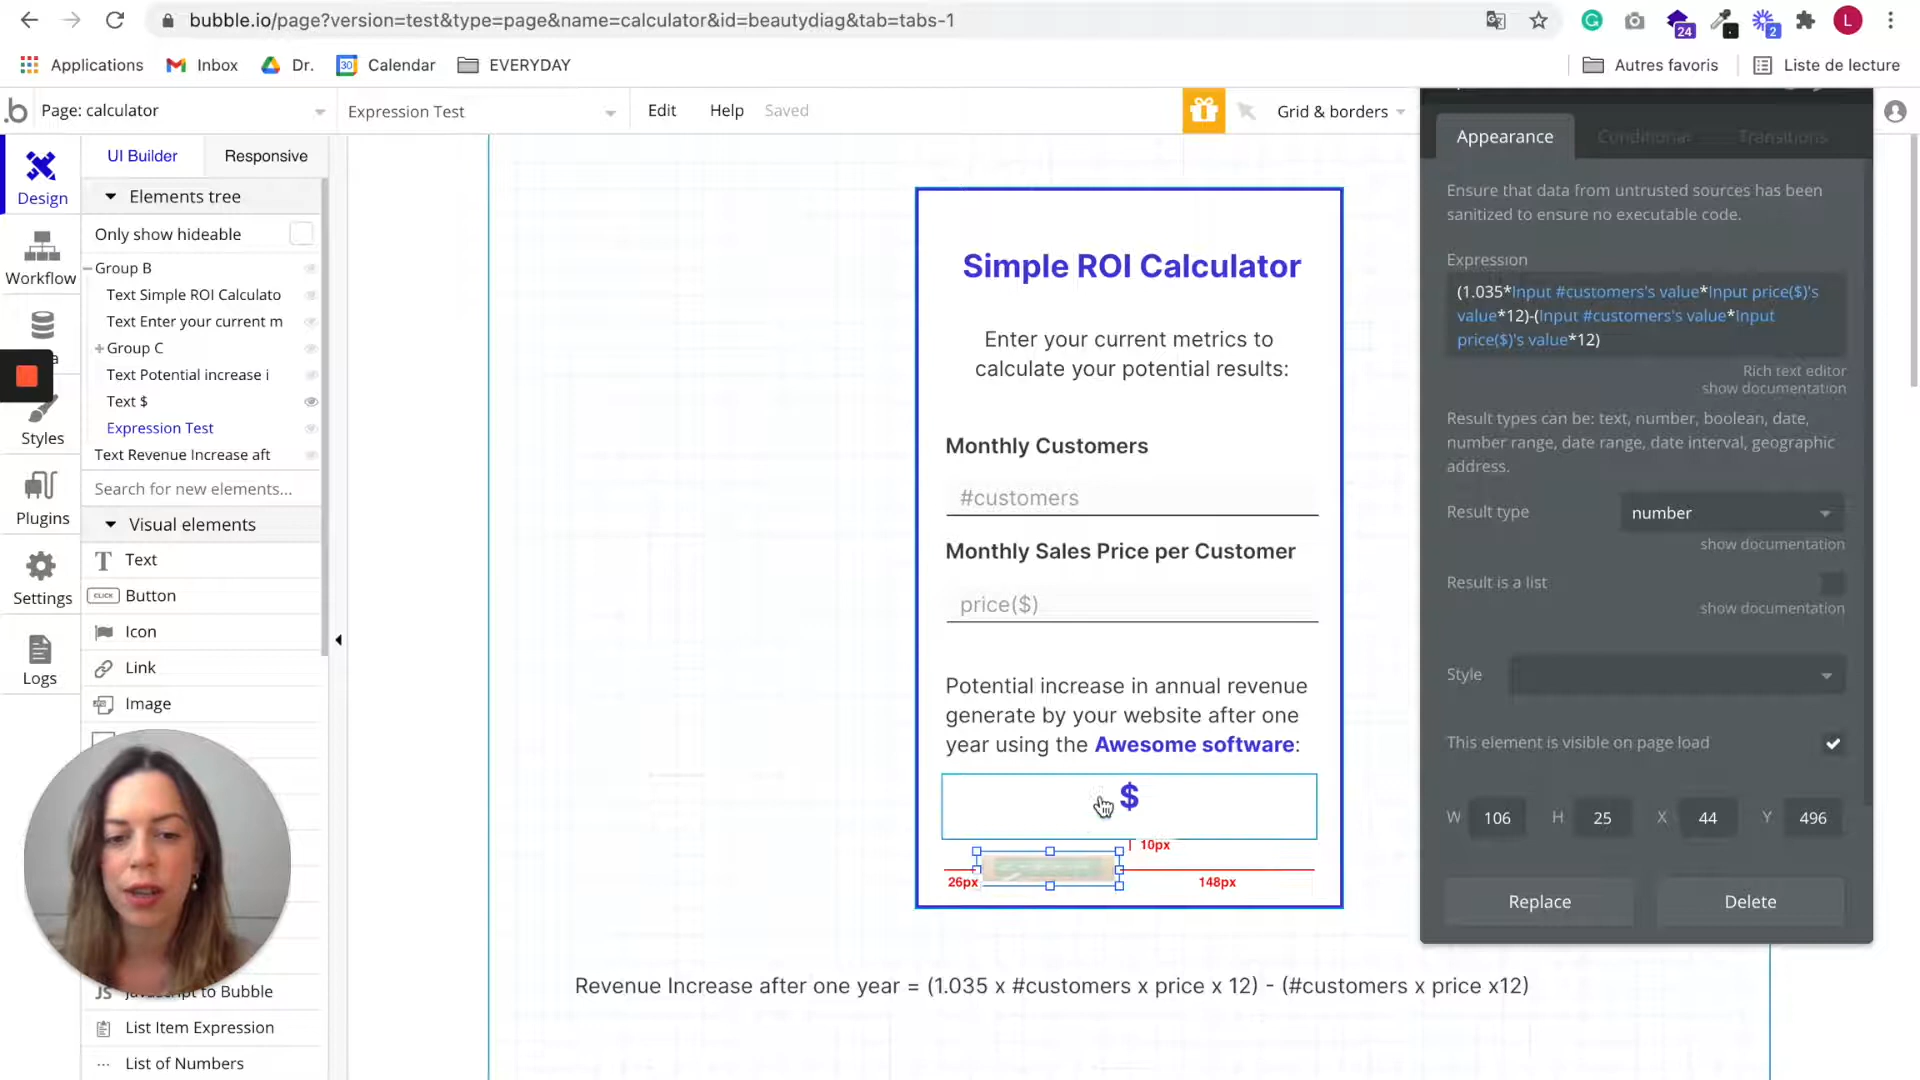 bubble.io/page?version=test&type=page&name=calculator&id=beautydiag&tab=tabs-1
24
2
L
Applications
Inbox
Dr.
30
Calendar
EVERYDAY
Autres favoris
Liste de lecture
.b
Page: calculator
Expression Test
Edit
Help
Saved
Grid & borders
Design
Workflow
Styles
Plugins
Settings
Logs
UI Builder
Responsive
Elements tree
Only show hideable
Group B
Text Simple ROI Calculato
Text Enter your current m
Group C
Text Potential increase i
Text $
Expression Test
Text Revenue Increase aft
Search for new elements...
Visual elements
Text
CLICK
Button
Icon
Link
Image
JS
Javascript to Bubble
List Item Expression
List of Numbers
Simple ROI Calculator
Enter your current metrics to
calculate your potential results:
Monthly Customers
#customers
Monthly Sales Price per Customer
price($)
Potential increase in annual revenue
generate by your website after one
year using the Awesome software:
$
10px
26px
148px
Revenue Increase after one year = (1.035 x #customers x price x 12) - (#customers x price x12)
Appearance
Conditional
Transitions
Ensure that data from untrusted sources has been
sanitized to ensure no executable code.
Expression
(1.035*Input #customers's value*Input price($)'s
value*12)-(Input #customers's value*Input
price($)'s value*12)
Rich text editor
show documentation
Result types can be: text, number, boolean, date,
number range, date range, date interval, geographic
address.
Result type
number
show documentation
Result is a list
show documentation
Style
This element is visible on page load
W 106 H 25 X 44 Y 496
Replace
Delete